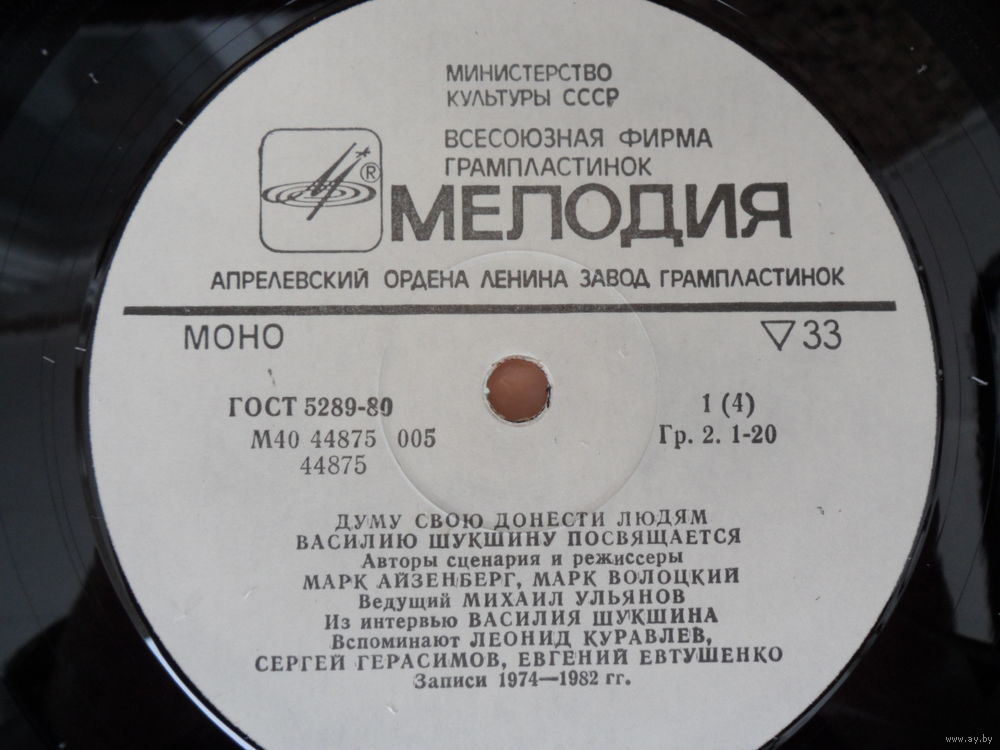 МИНИСТЕРСТВО
КУЛЬТУРЫ СССР
ВСЕСОЮЗНАЯ ФИРМА
ГРАМПЛАСТИНОК
®
МЕЛОДИЯ
АПРЕЛЕВСКИЙ ОРДЕНА ЛЕНИНА ЗАВОД ГРАМПЛАСТИНОК
МОНО ▽33
ГОСТ 5289-80 1 (4)
М40 44875 005 Гр. 2. 1-20
44875
ДУМУ СВОЮ ДОНЕСТИ ЛЮДЯМ
ВАСИЛИЮ ШУКШИНУ ПОСВЯЩАЕТСЯ
Авторы сценария и режиссеры
МАРК АЙЗЕНБЕРГ, МАРК ВОЛОЦКИЙ
Ведущий МИХАИЛ УЛЬЯНОВ
Из интервью ВАСИЛИЯ ШУКШИНА
Вспоминают ЛЕОНИД КУРАВЛЕВ,
СЕРГЕЙ ГЕРАСИМОВ, ЕВГЕНИЙ ЕВТУШЕНКО
Записи 1974—1982 гг.
www.ay.by